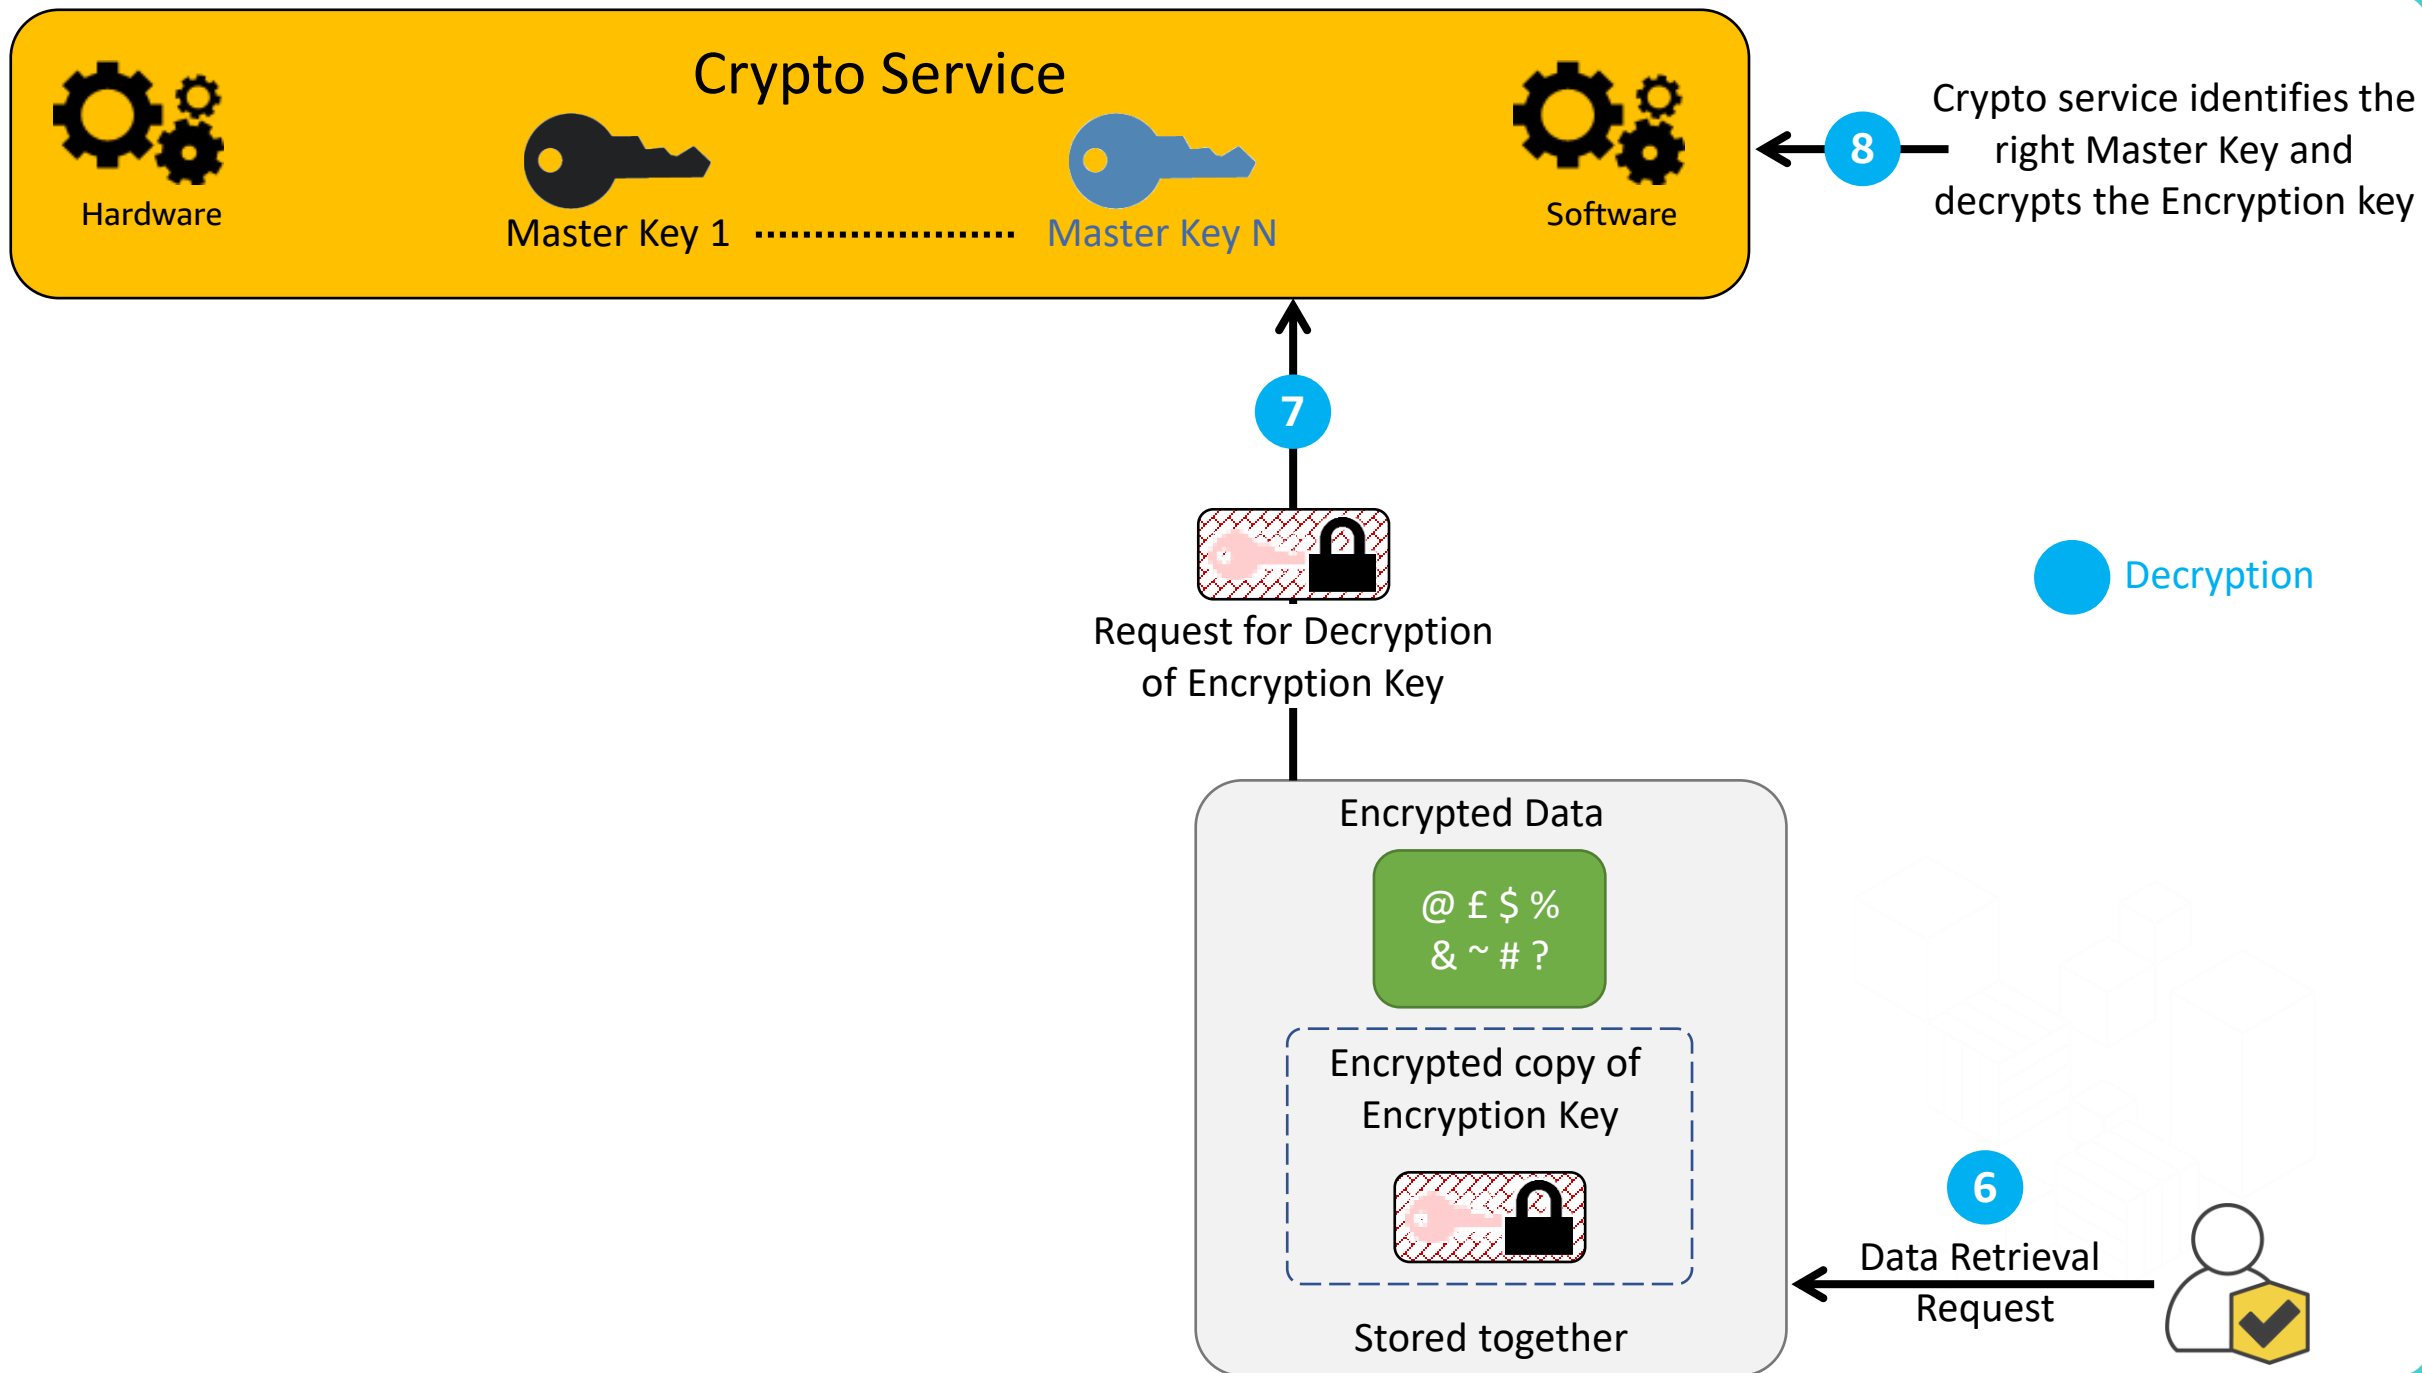 Crypto Service
Hardware
Master Key 1
Master Key N
Software
8
Crypto service identifies the
right Master Key and
decrypts the Encryption key
7
Request for Decryption
of Encryption Key
Decryption
Encrypted Data
@ £ $ %
& ~ # ?
Encrypted copy of
Encryption Key
Stored together
6
Data Retrieval
Request